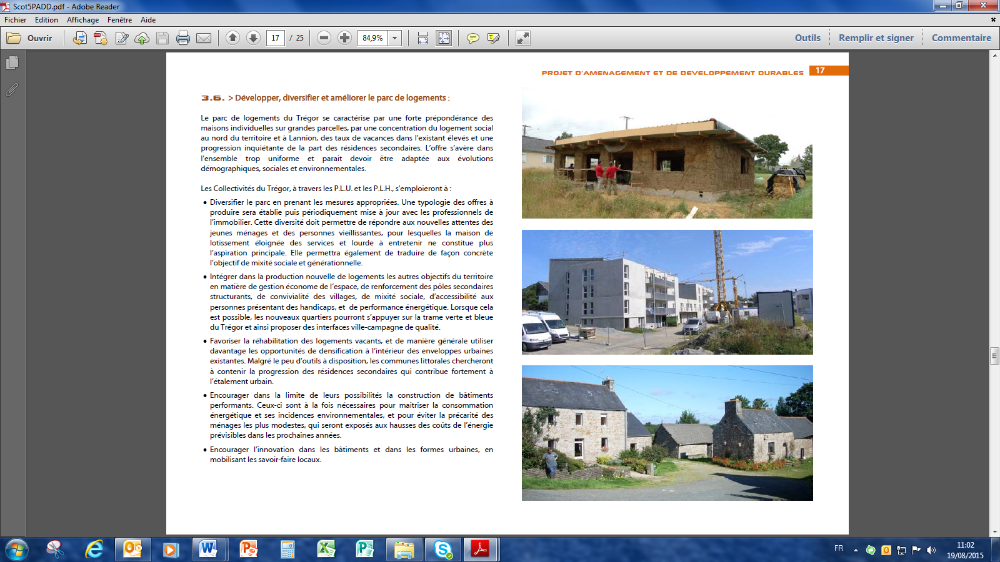 Scot5PADD.pdf - Adobe Reader
Fichier Edition Affichage Fenêtre Aide
Ouvrir 17 / 25 84,9% Outils Remplir et signer Commentaire
PROJET D'AMENAGEMENT ET DE DEVELOPPEMENT DURABLES 17
3.6. > Développer, diversifier et améliorer le parc de logements :
Le parc de logements du Trégor se caractérise par une forte prépondérance des
maisons individuelles sur grandes parcelles, par une concentration du logement social
au nord du territoire et à Lannion, des taux de vacances dans l'existant élevés et une
progression inquiétante de la part des résidences secondaires. L'offre s'avère dans
l'ensemble trop uniforme et parait devoir être adaptée aux évolutions
démographiques, sociales et environnementales.
Les Collectivités du Trégor, à travers les P.L.U. et les P.L.H., s'emploieront à :
• Diversifier le parc en prenant les mesures appropriées. Une typologie des offres à
produire sera établie puis périodiquement mise à jour avec les professionnels de
l'immobilier. Cette diversité doit permettre de répondre aux nouvelles attentes des
jeunes ménages et des personnes vieillissantes, pour lesquelles la maison de
lotissement éloignée des services et lourde à entretenir ne constitue plus
l'aspiration principale. Elle permettra également de traduire de façon concrète
l'objectif de mixité sociale et générationnelle.
• Intégrer dans la production nouvelle de logements les autres objectifs du territoire
en matière de gestion économe de l'espace, de renforcement des pôles secondaires
structurants, de convivialité des villages, de mixité sociale, d'accessibilité aux
personnes présentant des handicaps, et de performance énergétique. Lorsque cela
est possible, les nouveaux quartiers pourront s'appuyer sur la trame verte et bleue
du Trégor et ainsi proposer des interfaces ville-campagne de qualité.
• Favoriser la réhabilitation des logements vacants, et de manière générale utiliser
davantage les opportunités de densification à l'intérieur des enveloppes urbaines
existantes. Malgré le peu d'outils à disposition, les communes littorales chercheront
à contenir la progression des résidences secondaires qui contribue fortement à
l'étalement urbain.
• Encourager dans la limite de leurs possibilités la construction de bâtiments
performants. Ceux-ci sont à la fois nécessaires pour maitriser la consommation
énergétique et ses incidences environnementales, et pour éviter la précarité des
ménages les plus modestes, qui seront exposés aux hausses des coûts de l'énergie
prévisibles dans les prochaines années.
• Encourager l'innovation dans les bâtiments et dans les formes urbaines, en
mobilisant les savoir-faire locaux.
FR
11:02
19/08/2015